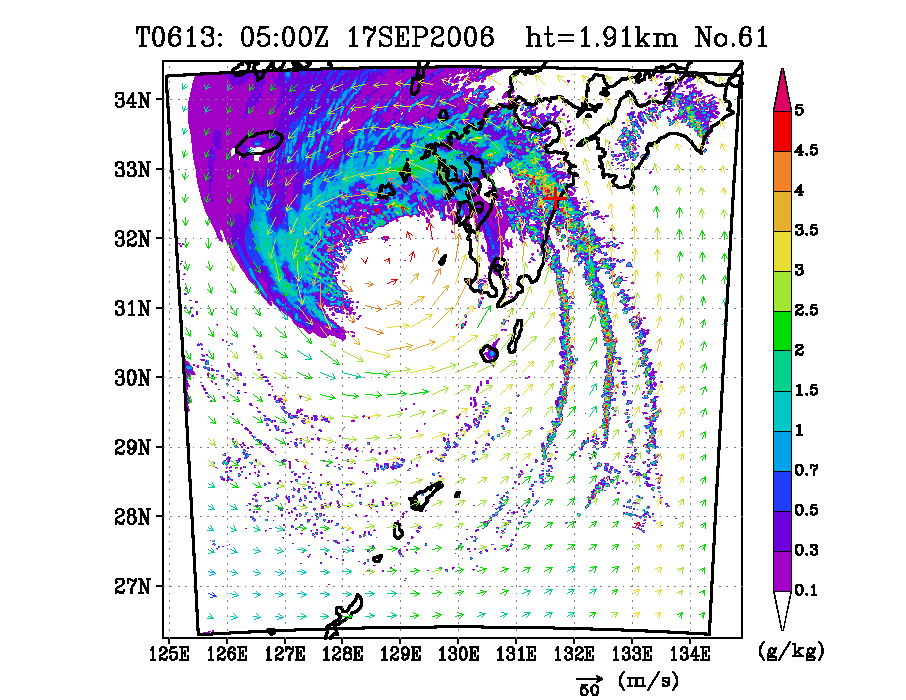 T0613: 05:00Z 17SEP2006 ht=1.91km No.61
34N
33N
32N
31N
30N
29N
28N
27N
125E 126E 127E 128E 129E 130E 131E 132E 133E 134E
5
4.5
4
3.5
3
2.5
2
1.5
1
0.7
0.5
0.3
0.1
(g/kg)
50 (m/s)